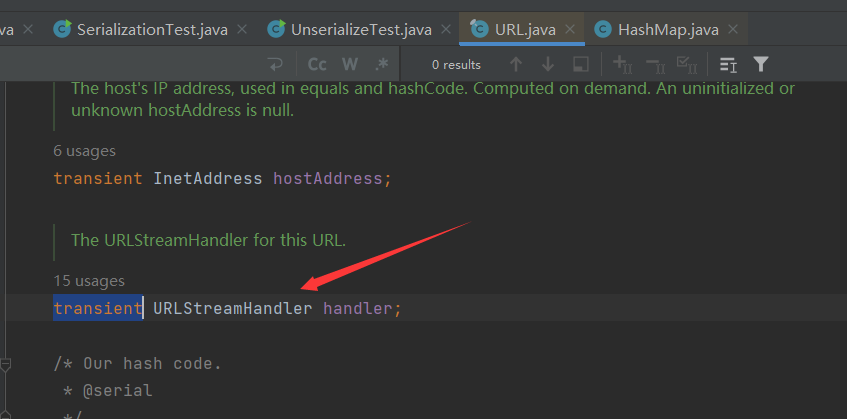 va SerializationTest.java UnserializeTest.java URL.java HashMap.java
Cc W .* 0 results
The host's IP address, used in equals and hashCode. Computed on demand. An uninitialized or
unknown hostAddress is null.
6 usages
transient InetAddress hostAddress;
The URLStreamHandler for this URL.
15 usages
transient URLStreamHandler handler;
/* Our hash code.
* @serial
*/